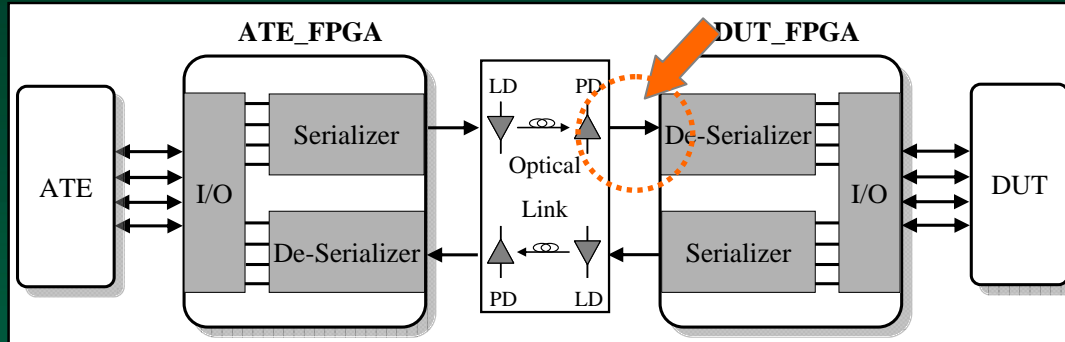 ATE_FPGA
DUT_FPGA
LD
PD
Serializer
De-Serializer
Optical
ATE
I/O
I/O
DUT
Link
De-Serializer
Serializer
PD
LD